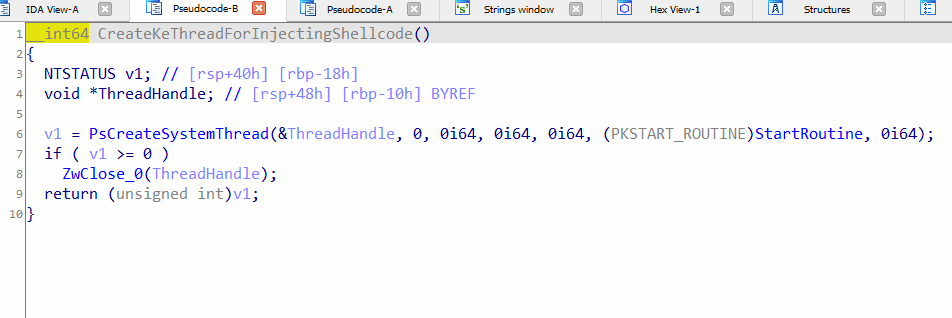 IDA View-A Pseudocode-B Pseudocode-A Strings window Hex View-1 Structures
1 __int64 CreateKeThreadForInjectingShellcode()
2 {
3 NTSTATUS v1; // [rsp+40h] [rbp-18h]
4 void *ThreadHandle; // [rsp+48h] [rbp-10h] BYREF
5
6 v1 = PsCreateSystemThread(&ThreadHandle, 0, 0i64, 0i64, 0i64, (PKSTART_ROUTINE)StartRoutine, 0i64);
7 if ( v1 >= 0 )
8 ZwClose_0(ThreadHandle);
9 return (unsigned int)v1;
10 }